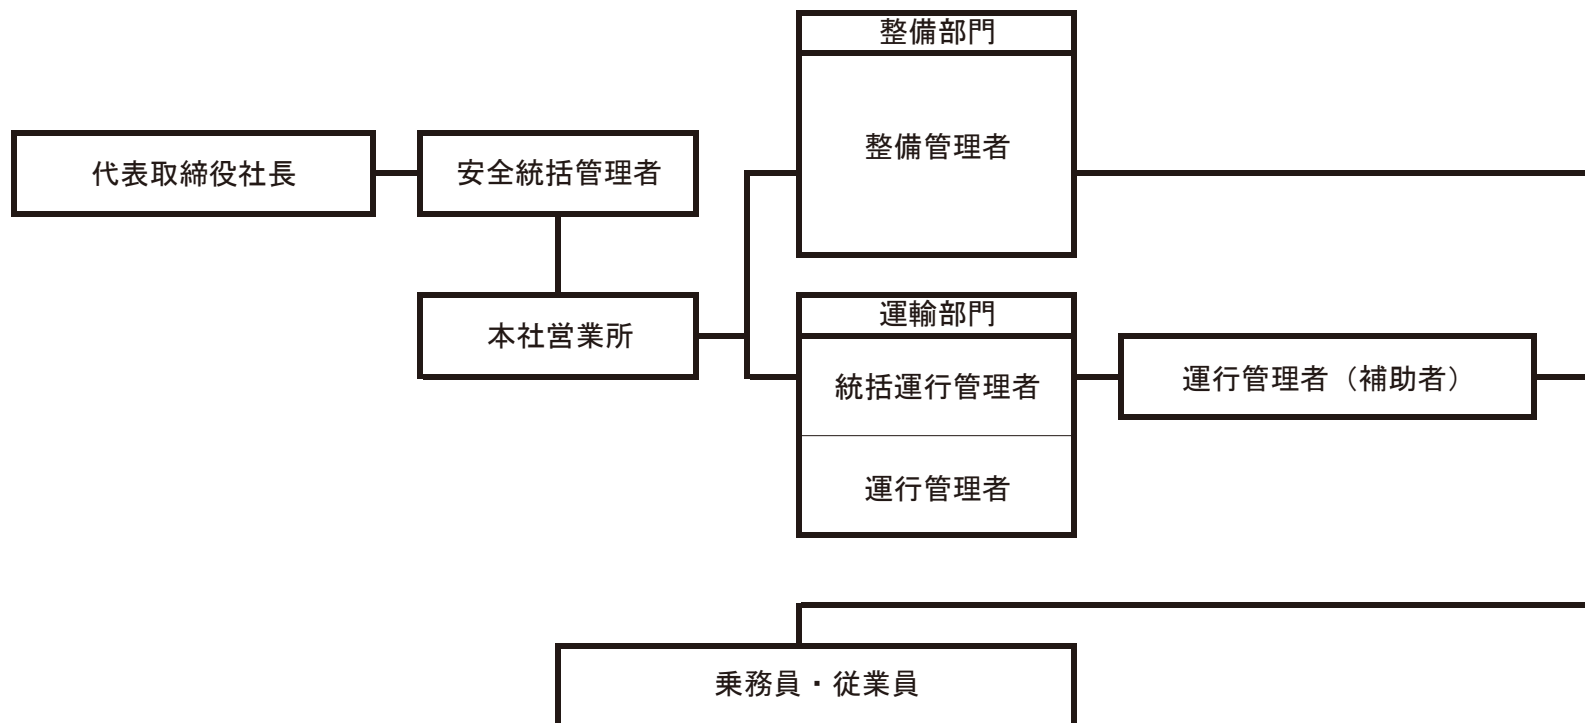 整備部門
整備管理者
代表取締役社長
安全統括管理者
本社営業所
運輸部門
統括運行管理者
運行管理者（補助者）
運行管理者
乗務員・従業員